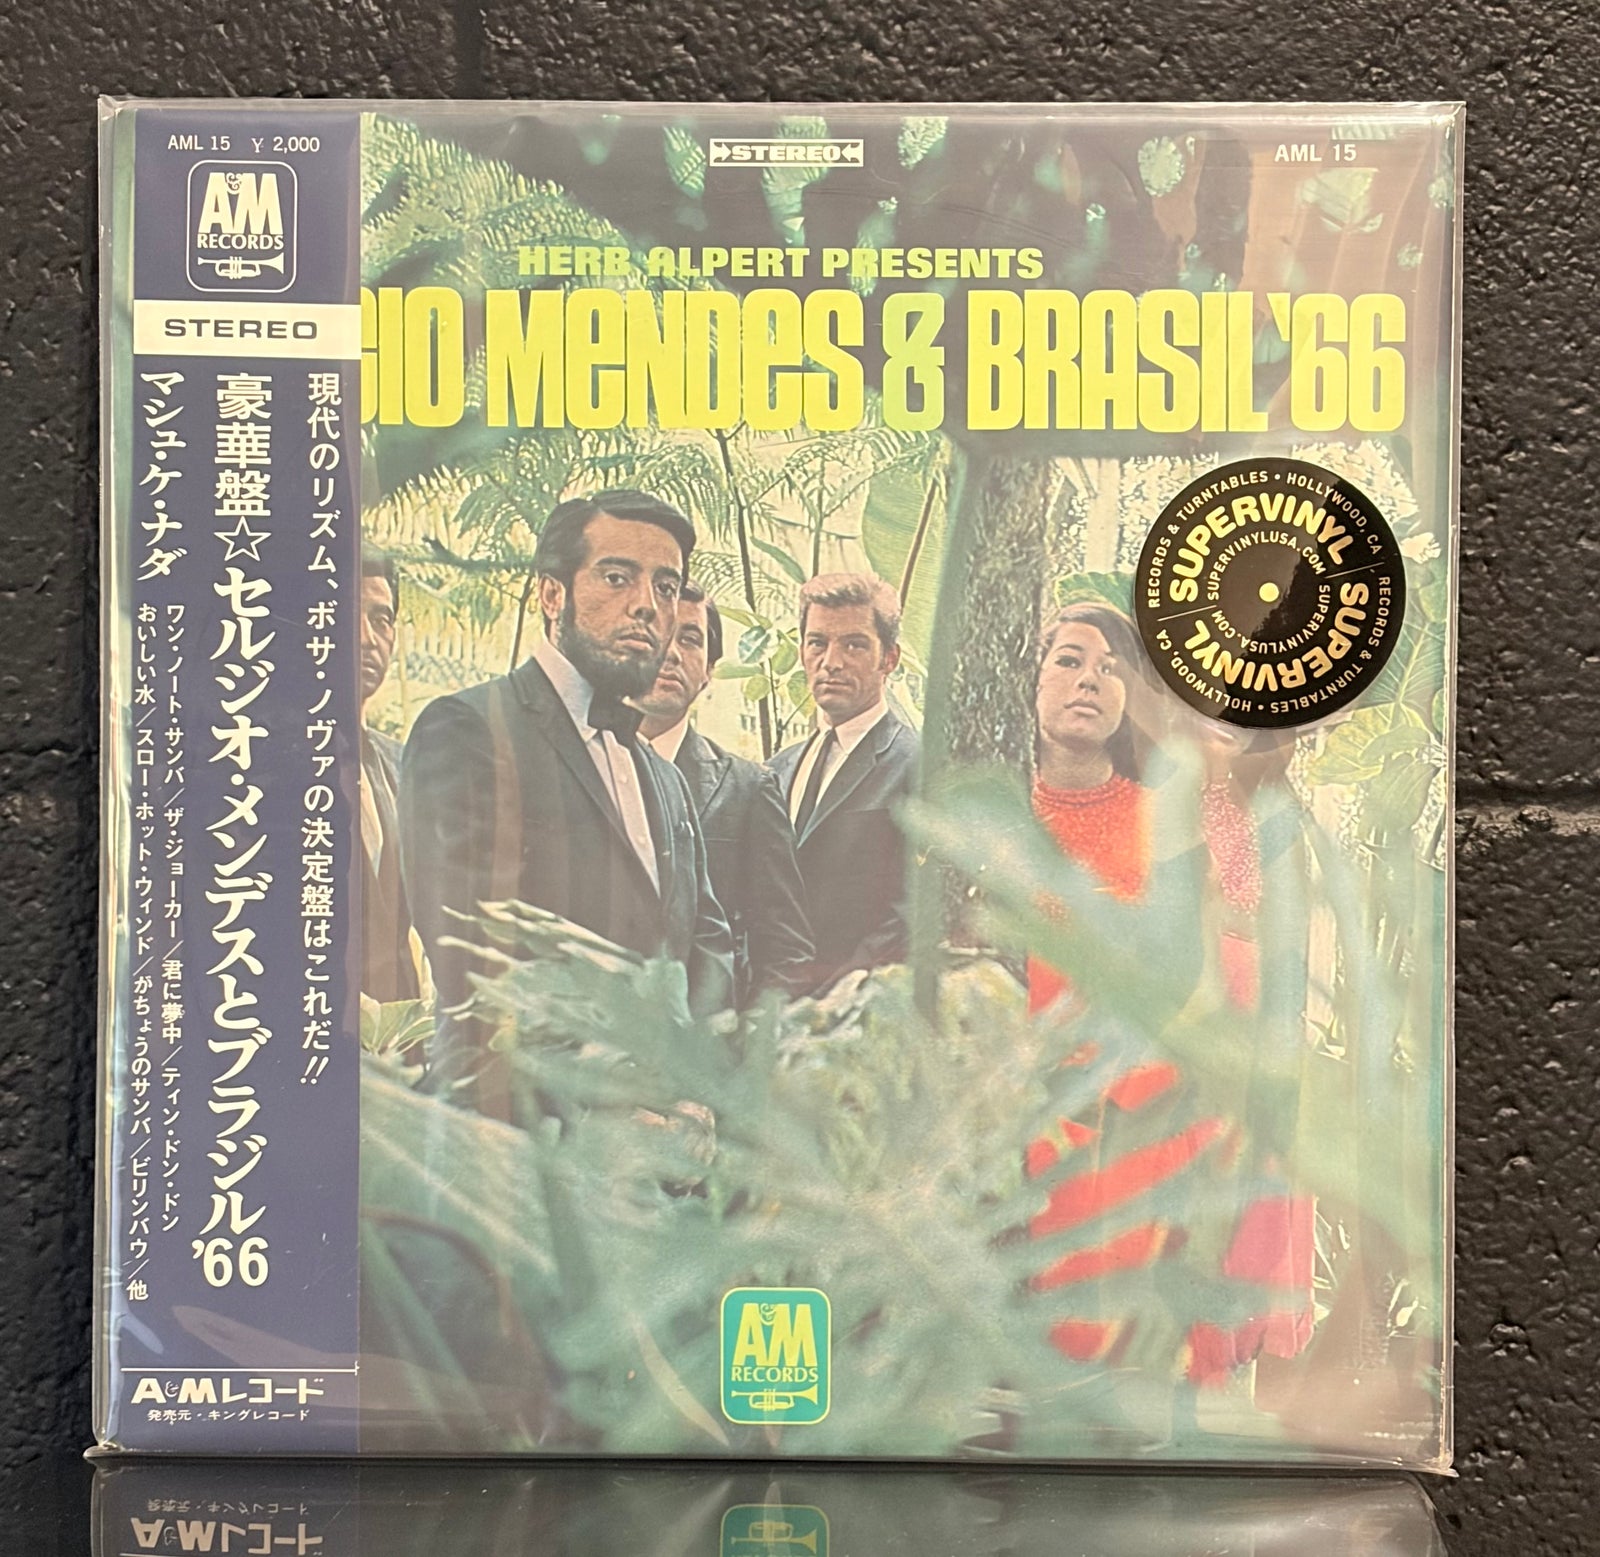 AML 15 ¥ 2,000
A&M
RECORDS
STEREO
現代のリズム、ボサ・ノヴァの決定盤はこれだ!!
豪華盤☆セルジオ・メンデスとブラジル'66
マシュ・ケ・ナダ
ワン・ノート・サンバ/ザ・ジョーカー/君に夢中/ティン・ドン・ドン
おいしい水/スロー・ホット・ウィンド/がちょうのサンバ/ビリンバウ/他
A&Mレコード
発売元・キングレコード
STEREO
AML 15
HERB ALPERT PRESENTS
GIO MENDES & BRASIL '66
RECORDS & TURNTABLES • HOLLYWOOD, CA
SUPERVINYL
SUPERVINYLUSA.COM
RECORDS & TURNTABLES • HOLLYWOOD, CA
SUPERVINYL
SUPERVINYLUSA.COM
A&M
RECORDS